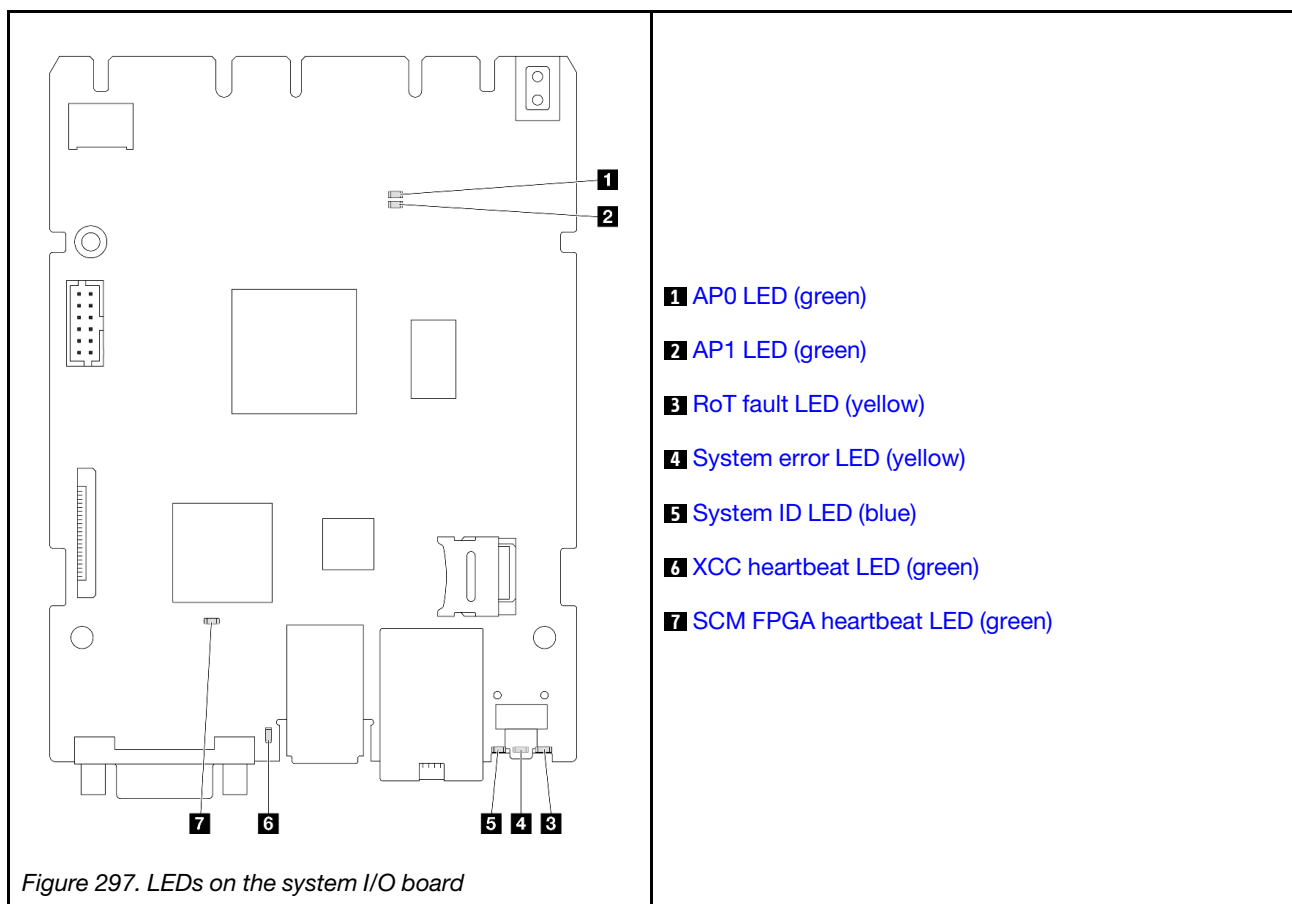 1
2
7
6
5
4
3
Figure 297. LEDs on the system I/O board
1 AP0 LED (green)
2 AP1 LED (green)
3 RoT fault LED (yellow)
4 System error LED (yellow)
5 System ID LED (blue)
6 XCC heartbeat LED (green)
7 SCM FPGA heartbeat LED (green)